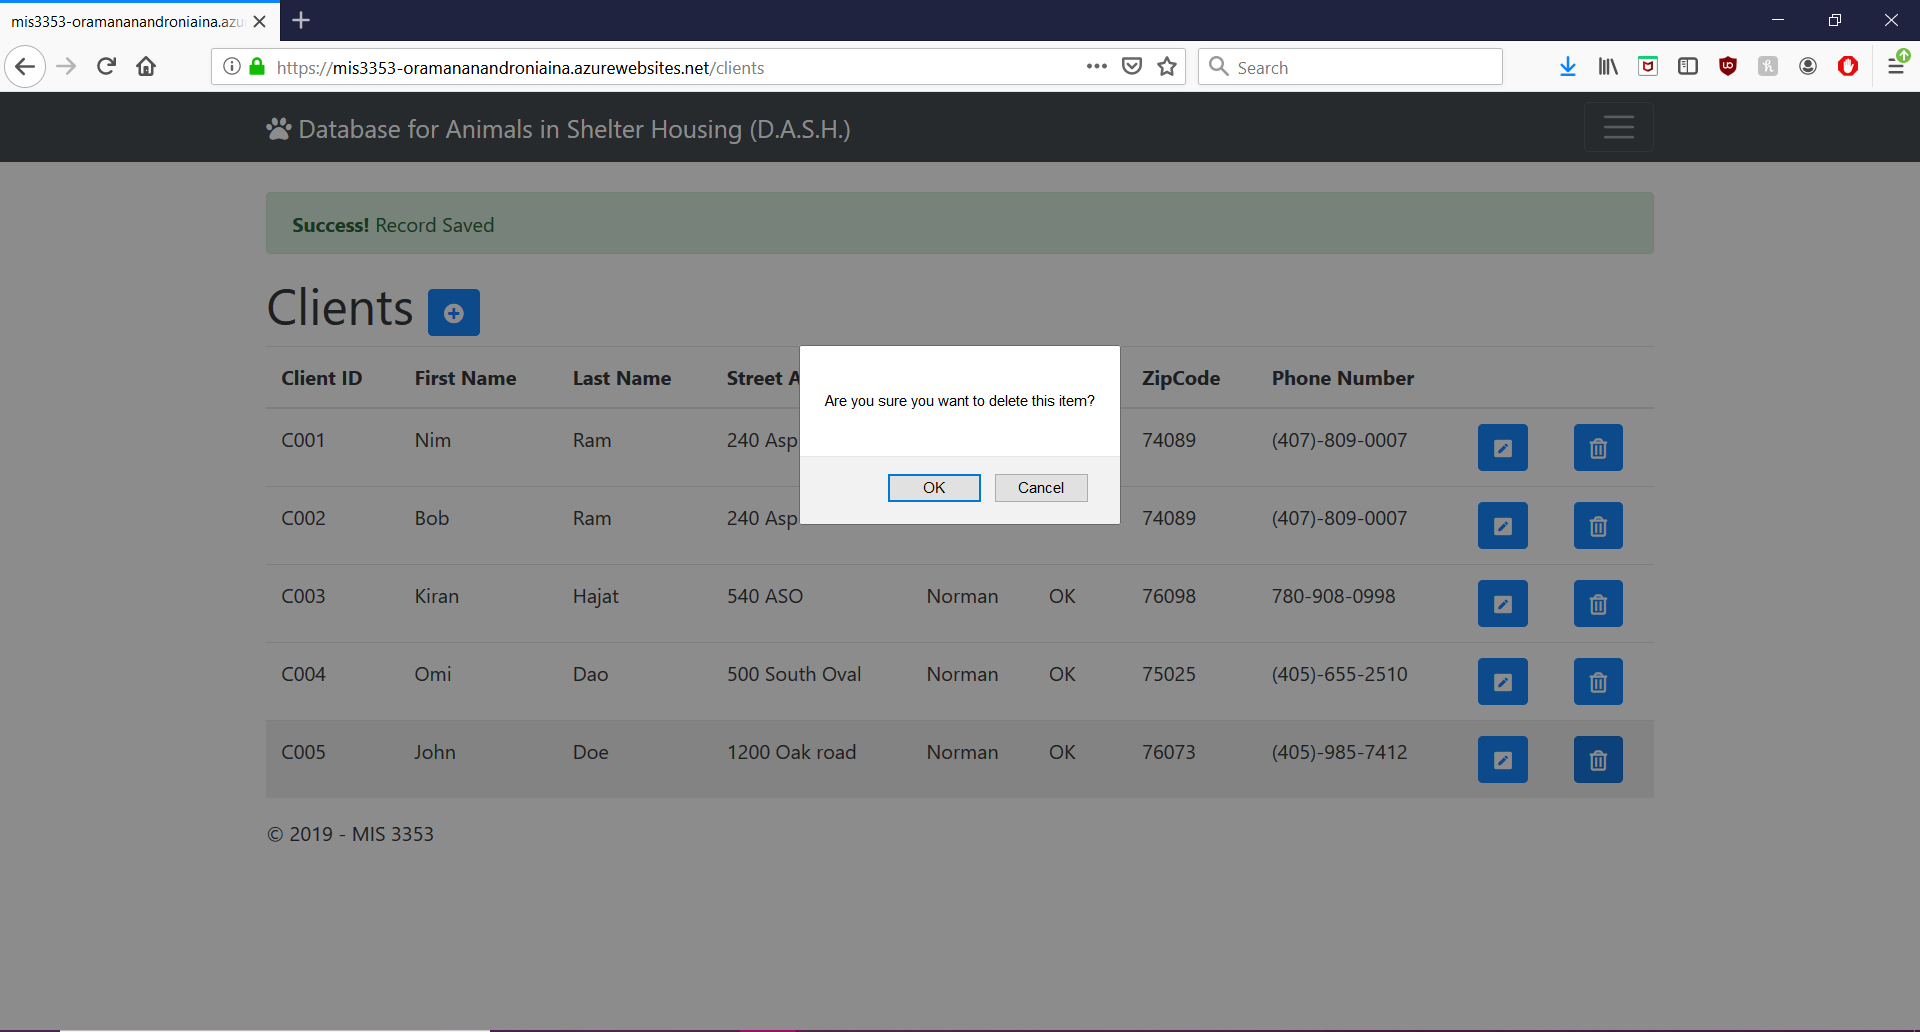 mis3353-oramananandroniaina.azu
https://mis3353-oramananandroniaina.azurewebsites.net/clients
Search
Database for Animals in Shelter Housing (D.A.S.H.)
Success! Record Saved
Clients
Client ID First Name Last Name Street A ZipCode Phone Number
Are you sure you want to delete this item?
OK Cancel
C001 Nim Ram 240 Asp 74089 (407)-809-0007
C002 Bob Ram 240 Asp 74089 (407)-809-0007
C003 Kiran Hajat 540 ASO Norman OK 76098 780-908-0998
C004 Omi Dao 500 South Oval Norman OK 75025 (405)-655-2510
C005 John Doe 1200 Oak road Norman OK 76073 (405)-985-7412
© 2019 - MIS 3353